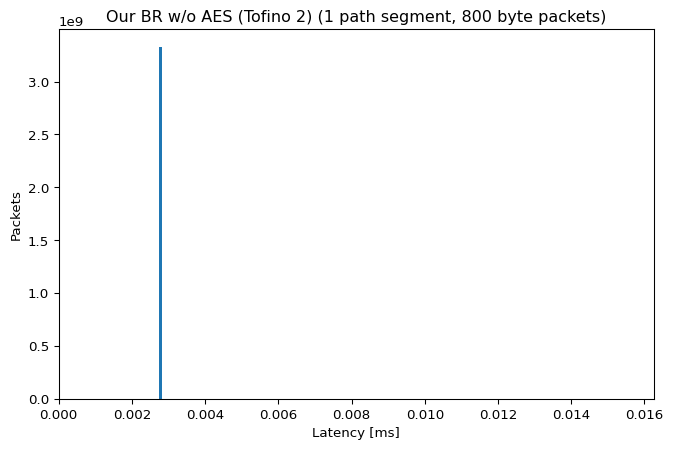 Our BR w/o AES (Tofino 2) (1 path segment, 800 byte packets)
1e9
3.0
2.5
2.0
1.5
1.0
0.5
0.0
Packets
0.000 0.002 0.004 0.006 0.008 0.010 0.012 0.014 0.016
Latency [ms]